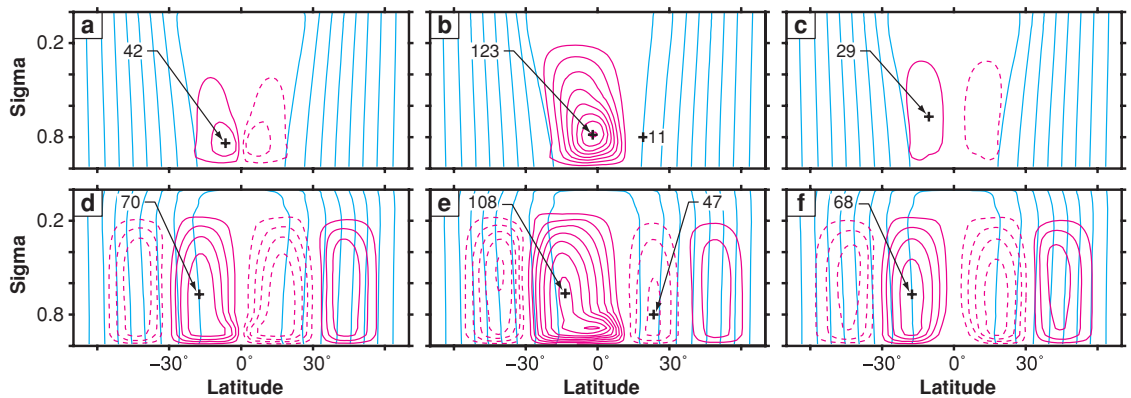 a b c
0.2 42 123 29
Sigma
0.8 11
d 70 e 108 47 f 68
0.2
Sigma
0.8
−30° 0 30° −30° 0 30° −30° 0 30°
Latitude Latitude Latitude